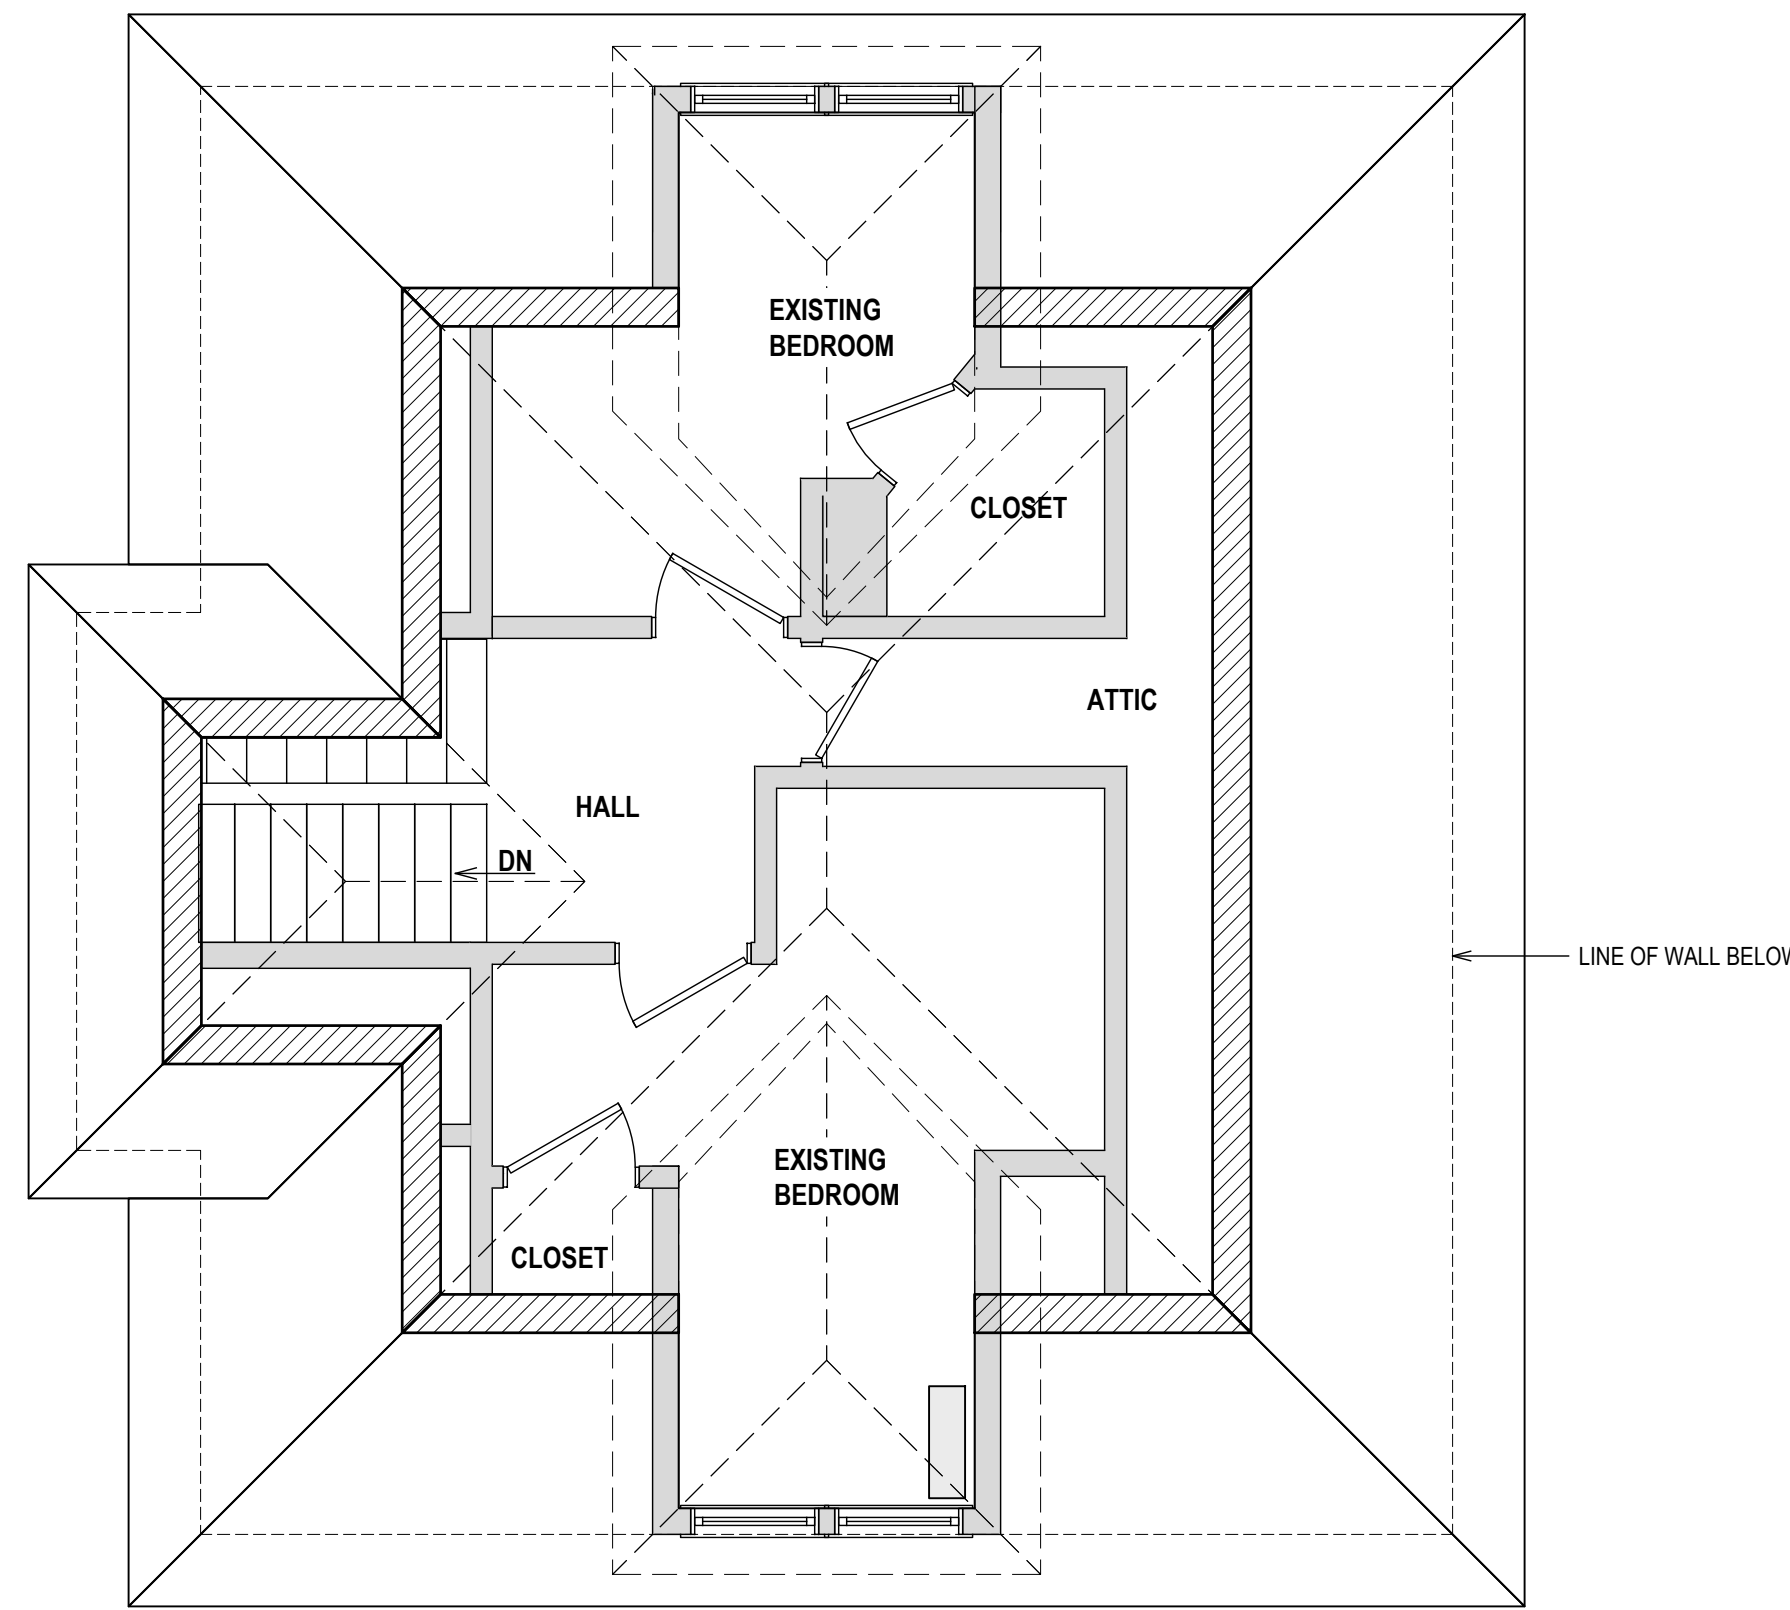 EXISTING
BEDROOM
CLOSET
ATTIC
HALL
DN
LINE OF WALL BELOW
EXISTING
BEDROOM
CLOSET